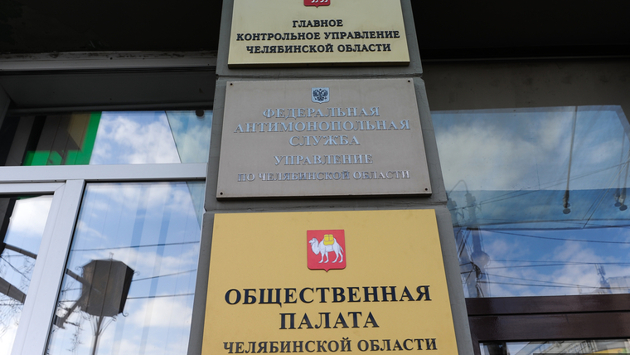 ГЛАВНОЕ
КОНТРОЛЬНОЕ УПРАВЛЕНИЕ
ЧЕЛЯБИНСКОЙ ОБЛАСТИ
ФЕДЕРАЛЬНАЯ
АНТИМОНОПОЛЬНАЯ
СЛУЖБА
УПРАВЛЕНИЕ
ПО ЧЕЛЯБИНСКОЙ ОБЛАСТИ
ОБЩЕСТВЕННАЯ
ПАЛАТА
ЧЕЛЯБИНСКОЙ ОБЛАСТИ